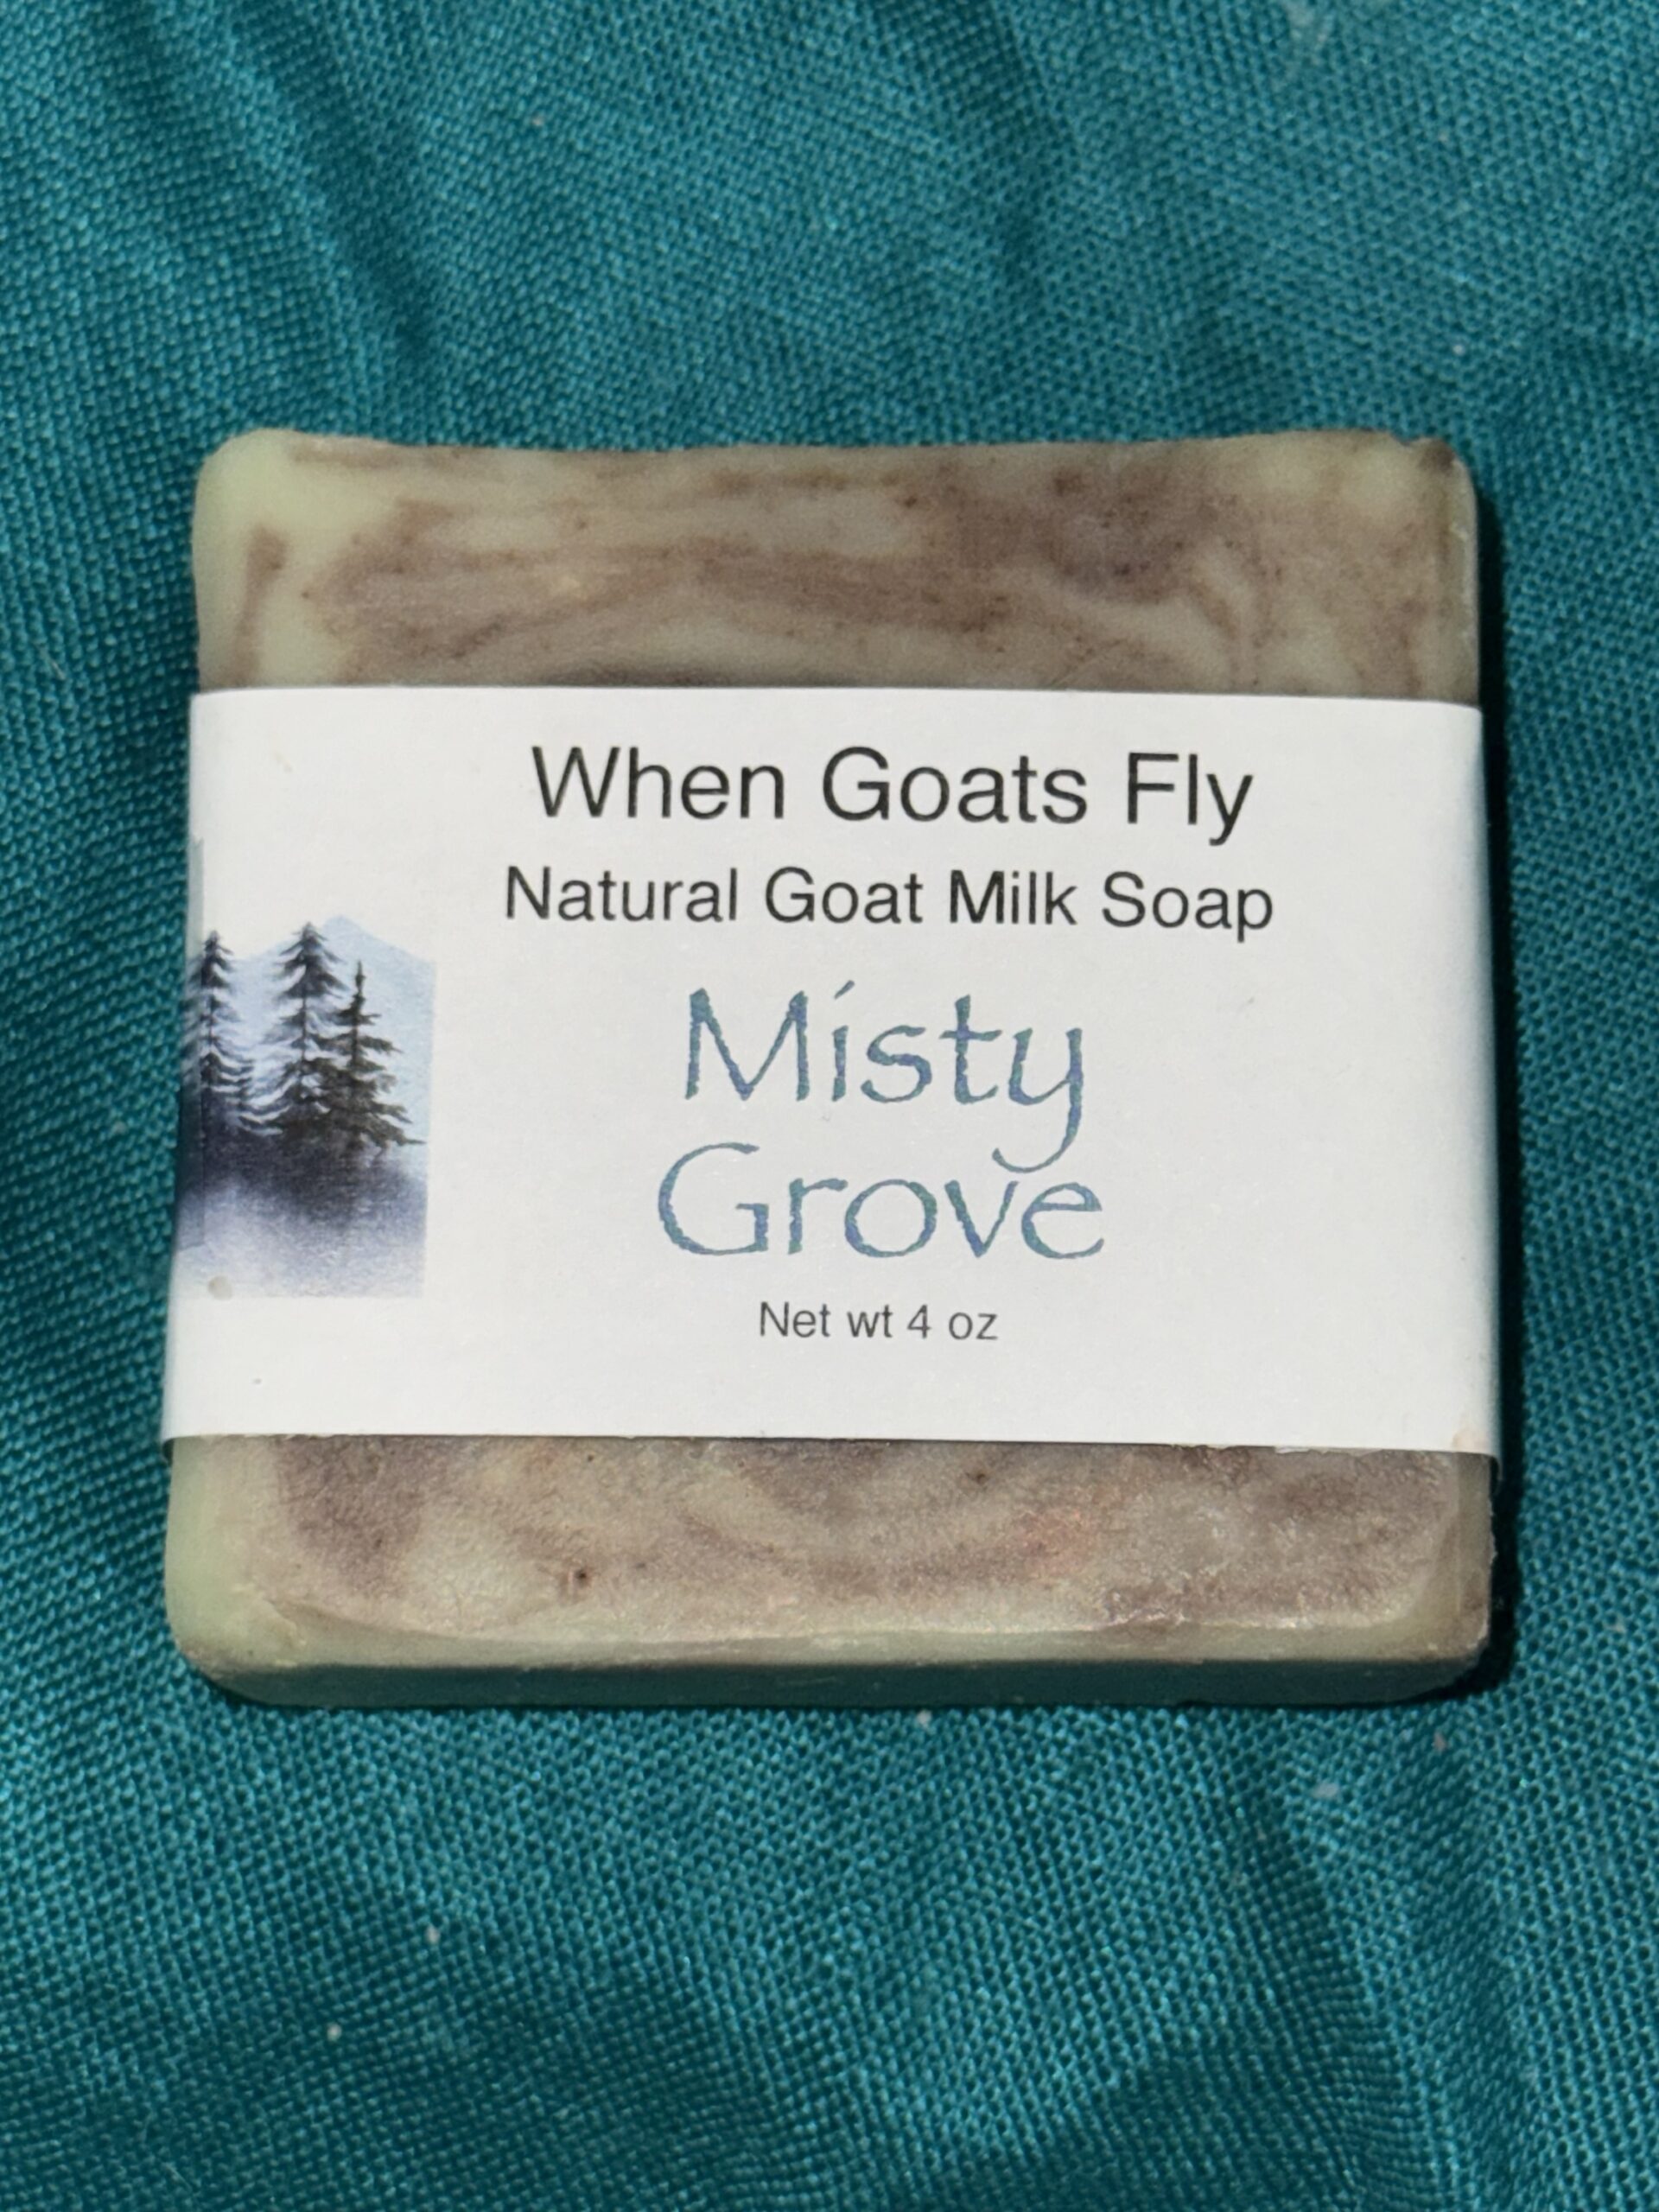 When Goats Fly
Natural Goat Milk Soap
Misty
Grove
Net wt 4 oz